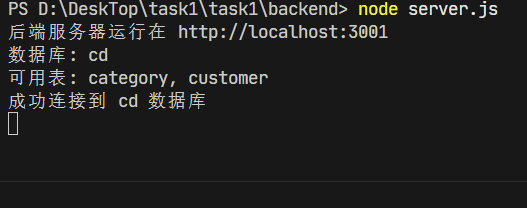 PS D:\DeskTop\task1\task1\backend> node server.js
后端服务器运行在 http://localhost:3001
数据库: cd
可用表: category, customer
成功连接到 cd 数据库